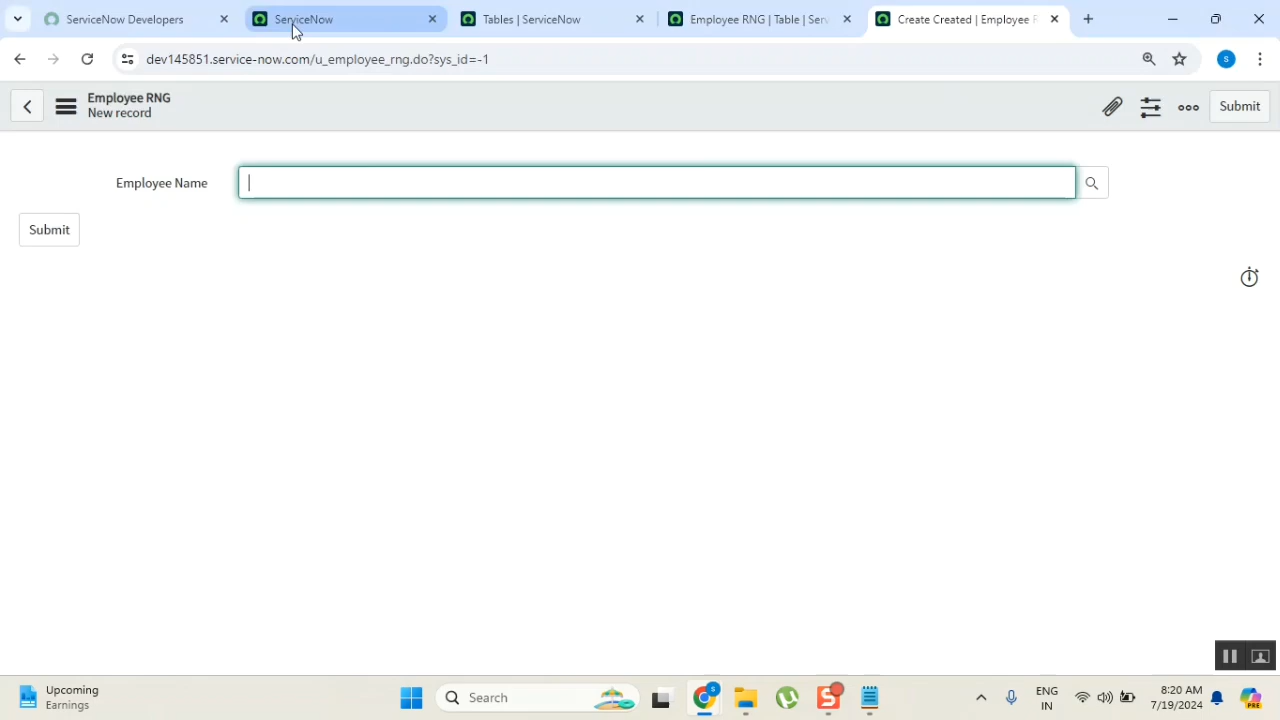 ServiceNow Developers
ServiceNow
Tables | ServiceNow
Employee RNG | Table | Serv
Create Created | Employee R
dev145851.service-now.com/u_employee_rng.do?sys_id=-1
S
Employee RNG
New record
Submit
Employee Name
Submit
Upcoming
Earnings
Search
S
S
ENG
IN
8:20 AM
7/19/2024
PRE